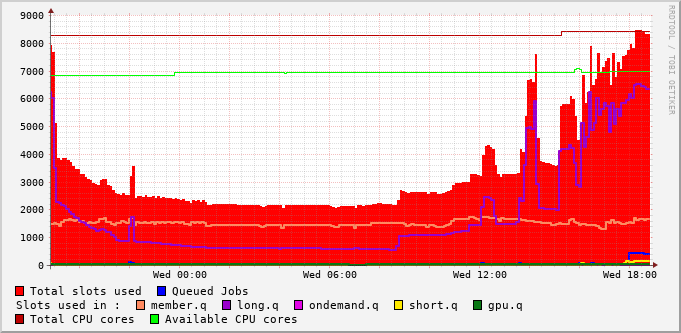 9000
8000
7000
6000
5000
4000
3000
2000
1000
0
Wed 00:00 Wed 06:00 Wed 12:00 Wed 18:00
Total slots used Queued Jobs
Slots used in : member.q long.q ondemand.q short.q gpu.q
Total CPU cores Available CPU cores
RRDTOOL / TOBI OETIKER